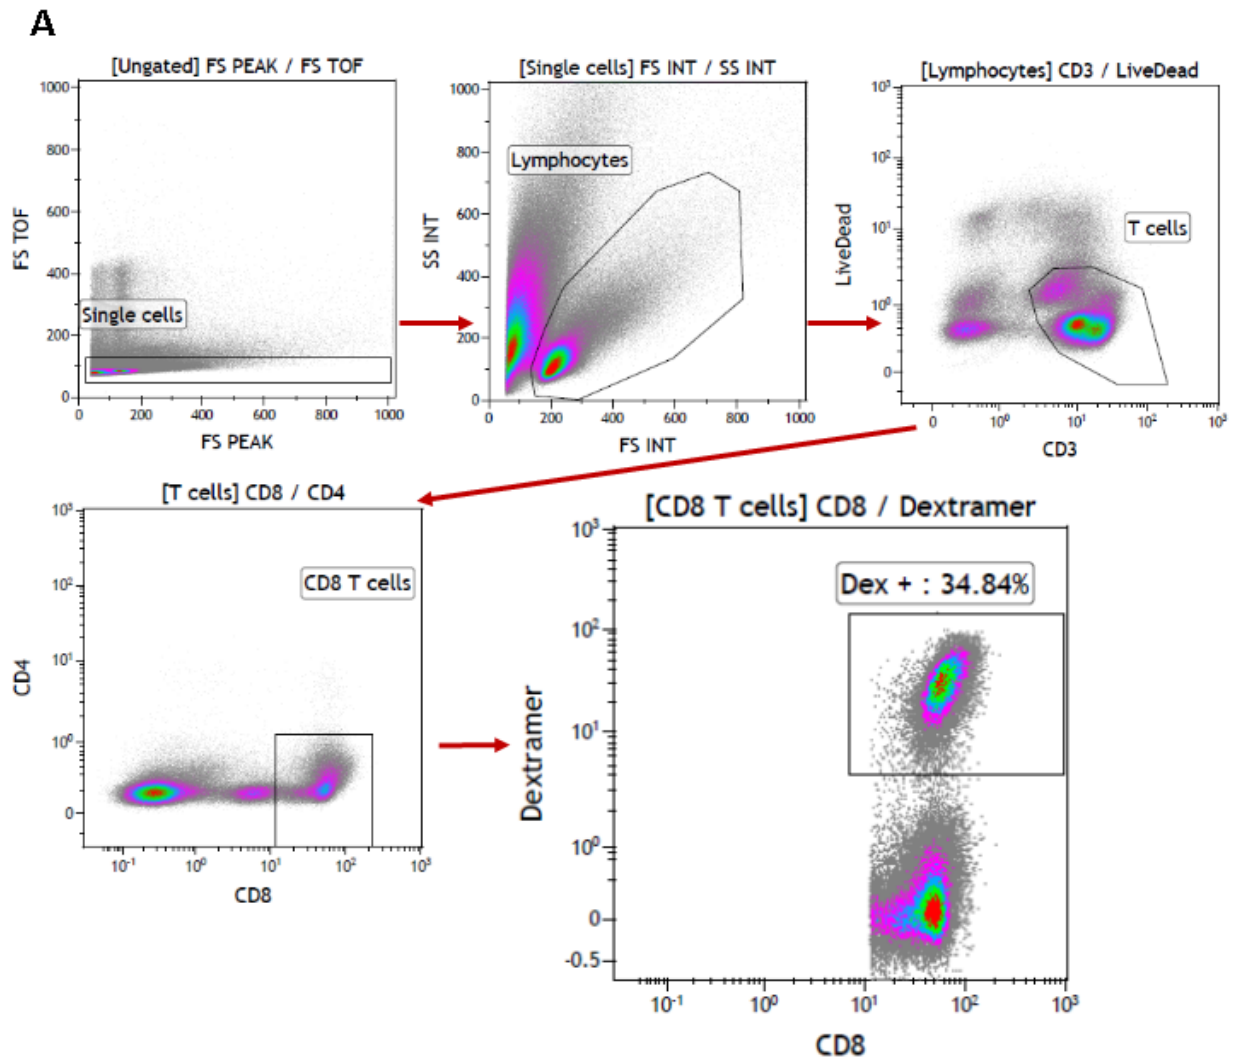 A
[Ungated] FS PEAK / FS TOF
1000
800
600
400
200
0
FS TOF
Single cells
0 200 400 600 800 1000
FS PEAK
[Single cells] FS INT / SS INT
1000
800
600
400
200
0
SS INT
Lymphocytes
0 200 400 600 800 1000
FS INT
[Lymphocytes] CD3 / LiveDead
10³
10²
10¹
10⁰
0
LiveDead
T cells
0 10⁰ 10¹ 10² 10³
CD3
[T cells] CD8 / CD4
10³
10²
10¹
10⁰
0
CD4
CD8 T cells
10⁻¹ 10⁰ 10¹ 10² 10³
CD8
[CD8 T cells] CD8 / Dextramer
10³
10²
10¹
10⁰
0
-0.5
Dextramer
Dex + : 34.84%
10⁻¹ 10⁰ 10¹ 10² 10³
CD8